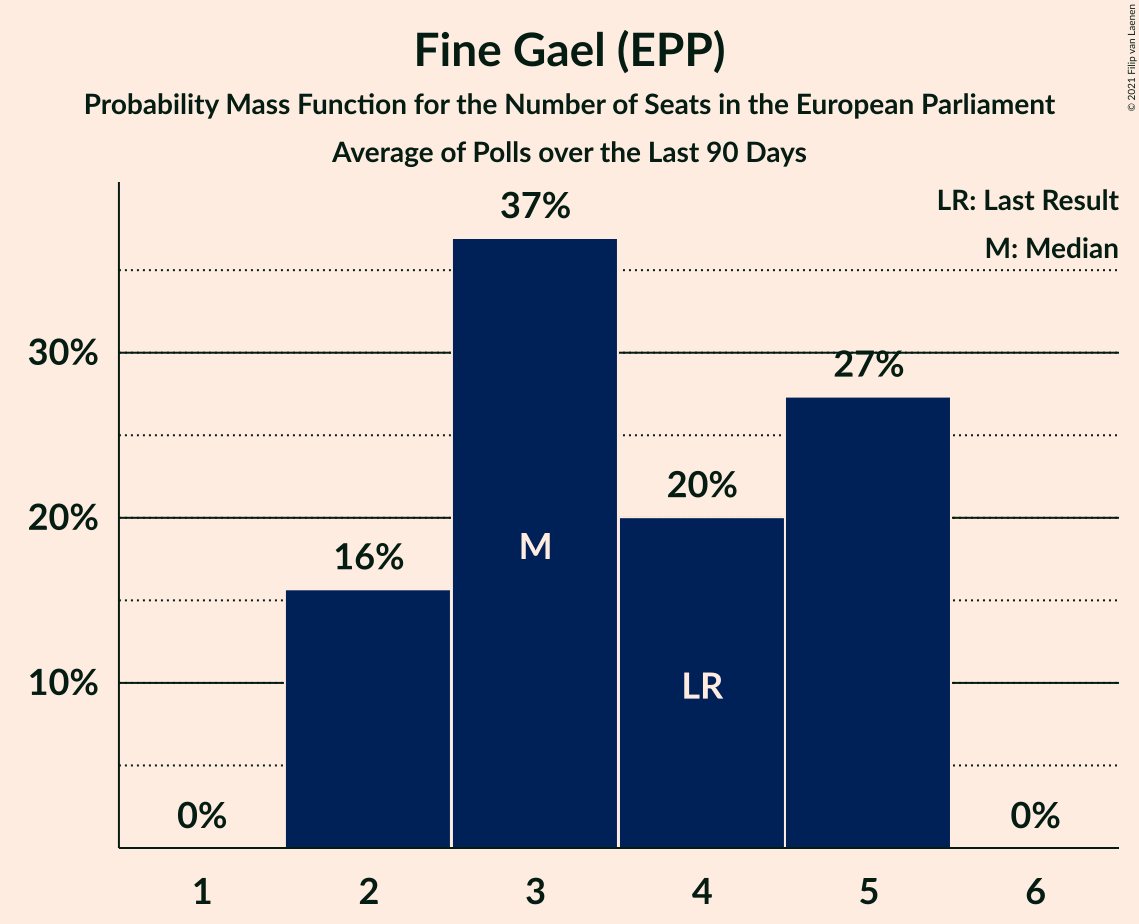 Fine Gael (EPP)
Probability Mass Function for the Number of Seats in the European Parliament
Average of Polls over the Last 90 Days
© 2021 Filip van Laenen
LR: Last Result
M: Median
37%
30%
27%
20%
20%
16%
M
10%
LR
0%
0%
1 2 3 4 5 6